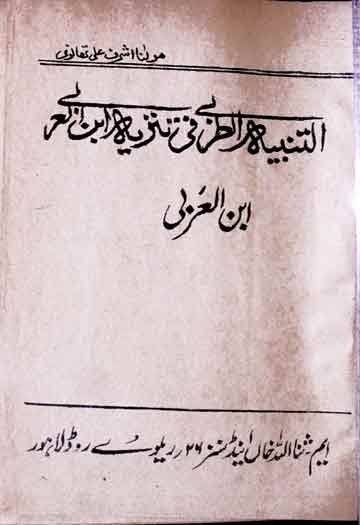 مولانا اشرف علی تھانوی
التنبیہ الطربی فی تنزیہ ابن العربی
ابن العربی
ایم ثناء اللہ خاں اینڈ سنز ۲۶ ریلوے روڈ لاہور